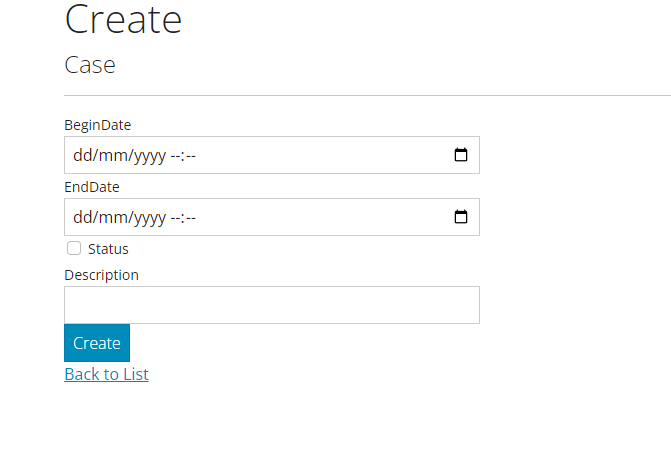 Create
Case
BeginDate
dd/mm/yyyy --:--
EndDate
dd/mm/yyyy --:--
Status
Description
Create
Back to List